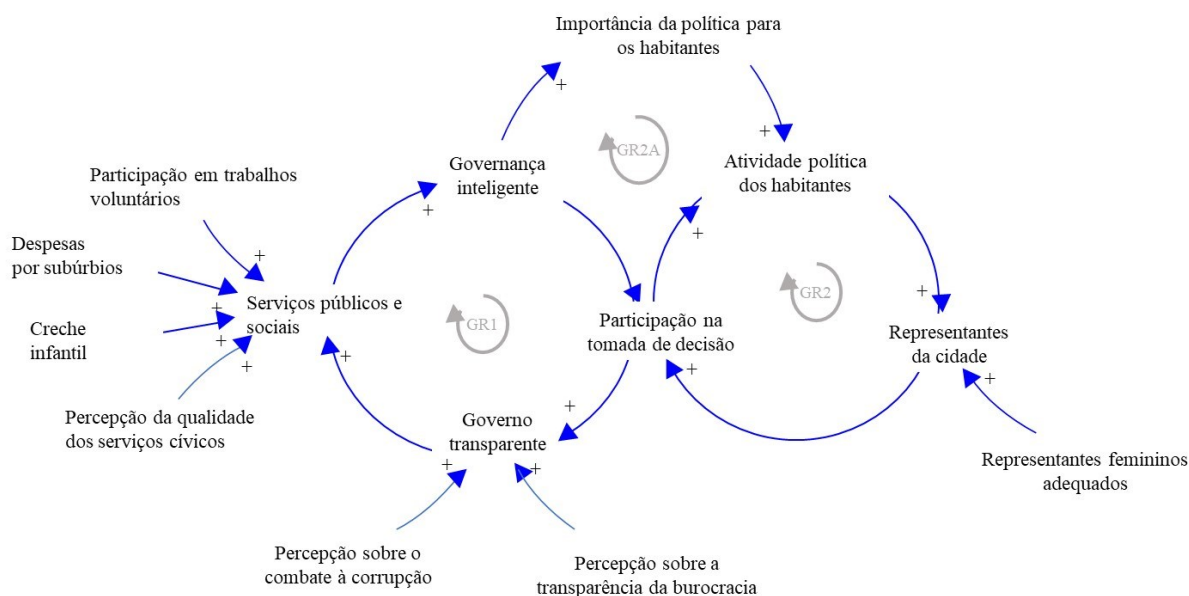 Importância da política para
os habitantes
+
GR2A
+
Governança
inteligente
Atividade política
dos habitantes
Participação em trabalhos
voluntários
+
+
Despesas
por subúrbios
+
GR2
+
Serviços públicos e
sociais
+
+
GR1
Participação na
tomada de decisão
Representantes
da cidade
Creche
infantil
+
+
+
+
+
Percepção da qualidade
dos serviços cívicos
+
Governo
transparente
+
+
Representantes femininos
adequados
Percepção sobre o
combate à corrupção
Percepção sobre a
transparência da burocracia